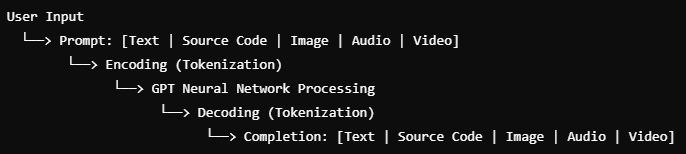 User Input
└──> Prompt: [Text | Source Code | Image | Audio | Video]
└──> Encoding (Tokenization)
└──> GPT Neural Network Processing
└──> Decoding (Tokenization)
└──> Completion: [Text | Source Code | Image | Audio | Video]